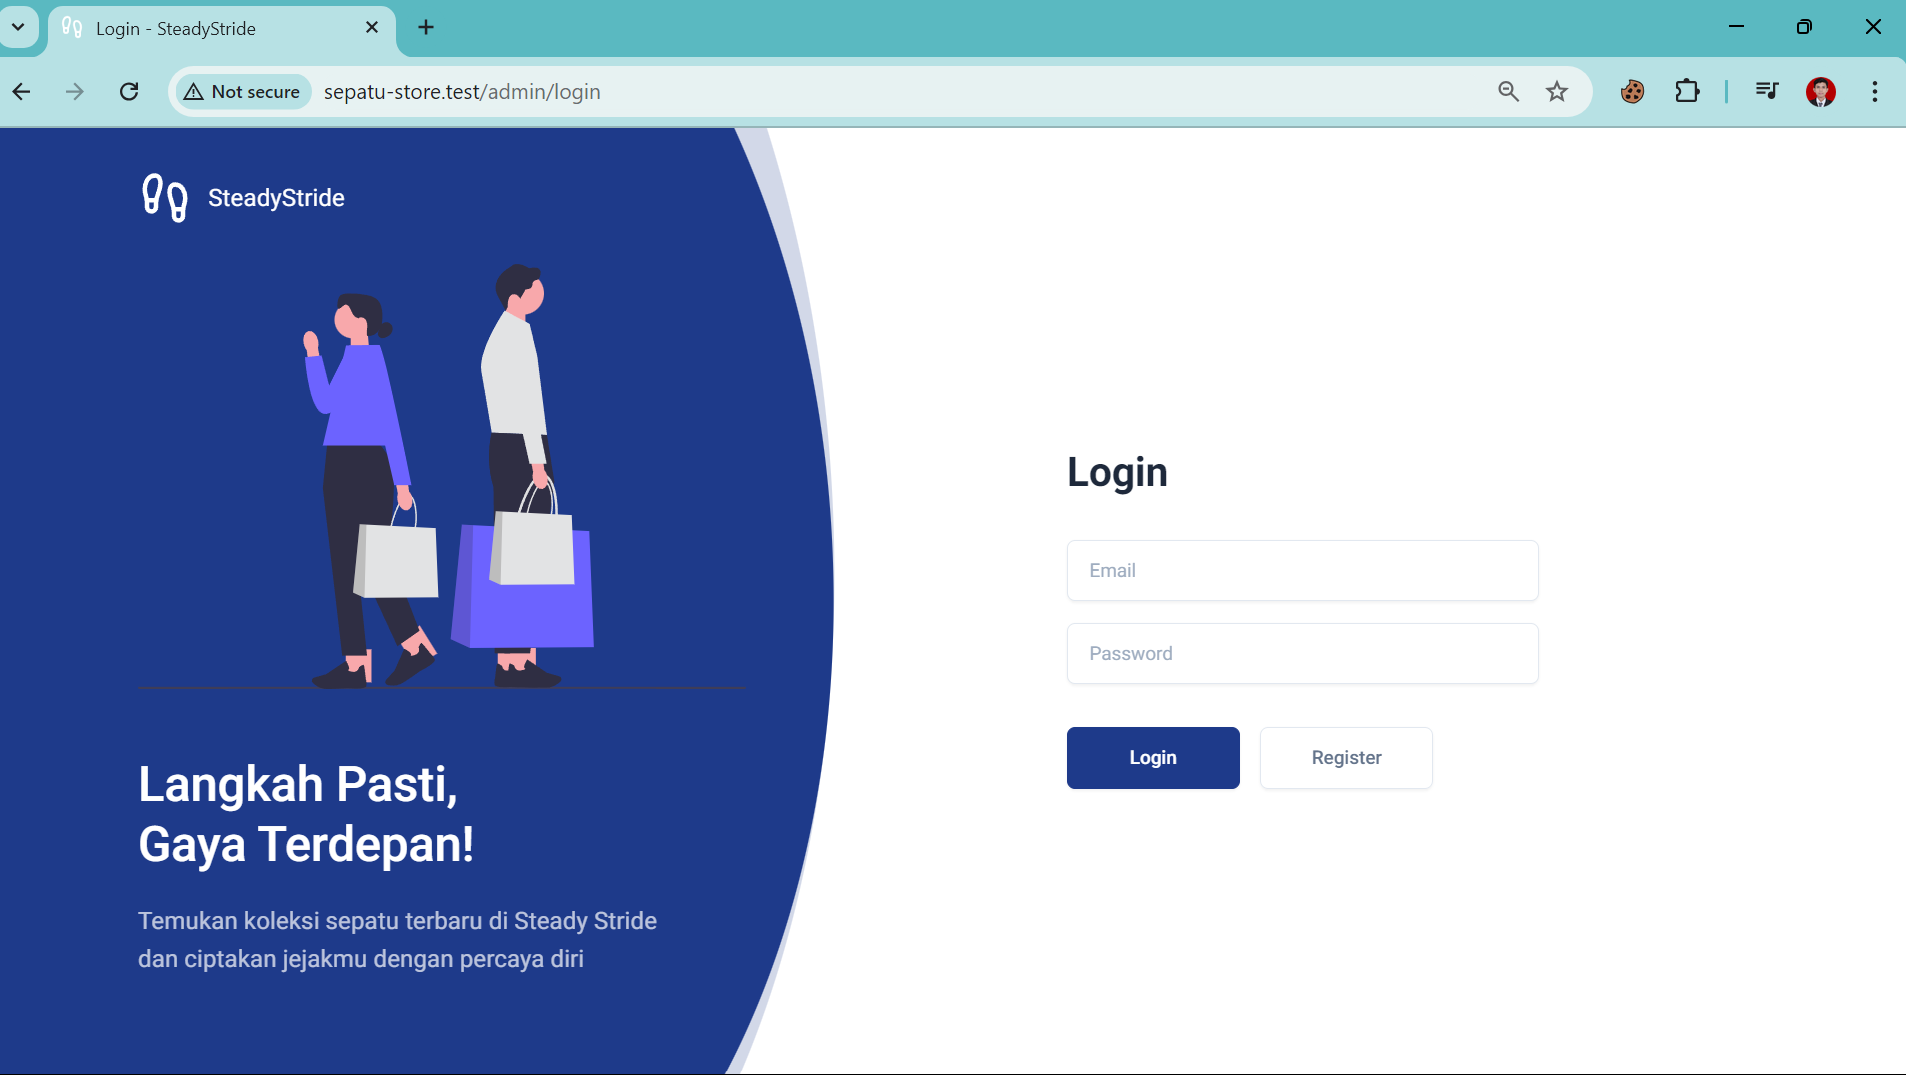 Login - SteadyStride
Not secure
sepatu-store.test/admin/login
SteadyStride
Langkah Pasti,
Gaya Terdepan!
Temukan koleksi sepatu terbaru di Steady Stride
dan ciptakan jejakmu dengan percaya diri
Login
Email
Password
Login
Register